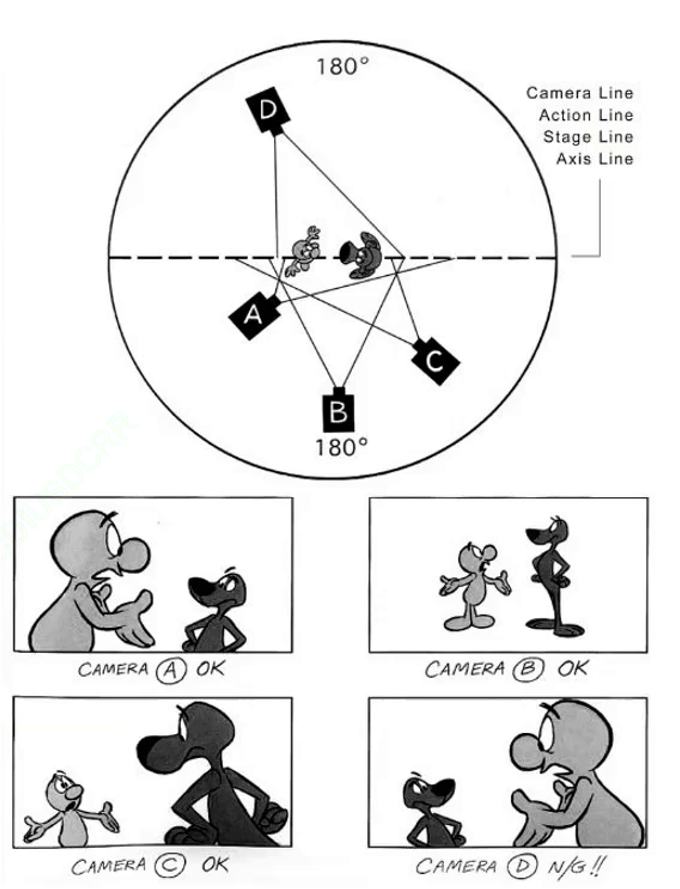 180°
Camera Line
Action Line
Stage Line
Axis Line
D
A
C
B
180°
CAMERA A OK
CAMERA B OK
CAMERA C OK
CAMERA D N/G!!